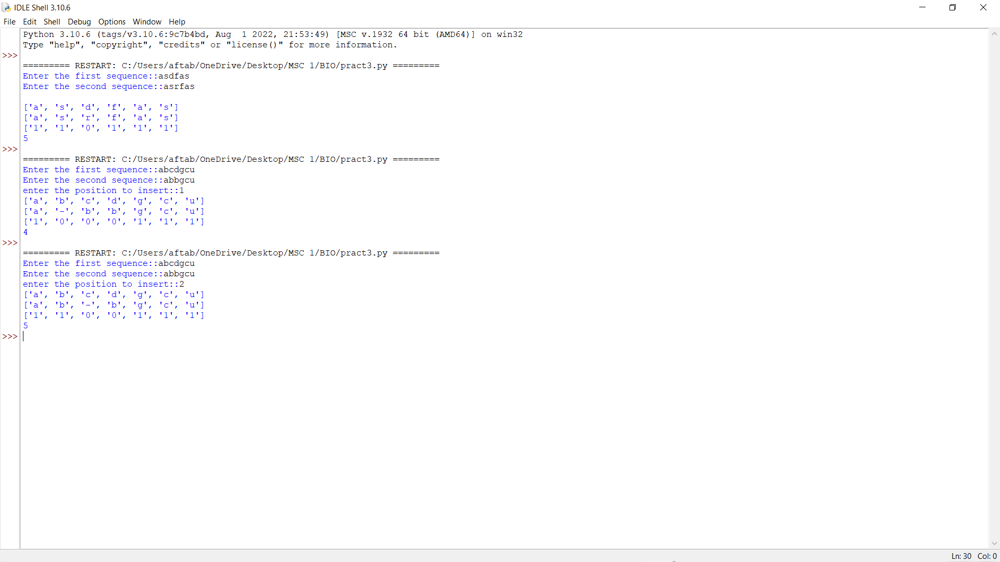 IDLE Shell 3.10.6
File Edit Shell Debug Options Window Help
Python 3.10.6 (tags/v3.10.6:9c7b4bd, Aug  1 2022, 21:53:49) [MSC v.1932 64 bit (AMD64)] on win32
Type "help", "copyright", "credits" or "license()" for more information.
>>>
========= RESTART: C:/Users/aftab/OneDrive/Desktop/MSC 1/BIO/pract3.py =========
Enter the first sequence::asdfas
Enter the second sequence::asrfas
['a', 's', 'd', 'f', 'a', 's']
['a', 's', 'r', 'f', 'a', 's']
['1', '1', '0', '1', '1', '1']
5
>>>
========= RESTART: C:/Users/aftab/OneDrive/Desktop/MSC 1/BIO/pract3.py =========
Enter the first sequence::abcdgcu
Enter the second sequence::abbgcu
enter the position to insert::1
['a', 'b', 'c', 'd', 'g', 'c', 'u']
['a', '-', 'b', 'b', 'g', 'c', 'u']
['1', '0', '0', '0', '1', '1', '1']
4
>>>
========= RESTART: C:/Users/aftab/OneDrive/Desktop/MSC 1/BIO/pract3.py =========
Enter the first sequence::abcdgcu
Enter the second sequence::abbgcu
enter the position to insert::2
['a', 'b', 'c', 'd', 'g', 'c', 'u']
['a', 'b', '-', 'b', 'g', 'c', 'u']
['1', '1', '0', '0', '1', '1', '1']
5
>>>
Ln: 30 Col: 0